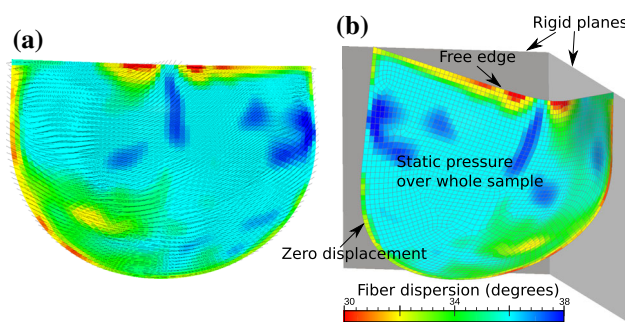 (a)
(b)
Rigid planes
Free edge
Static pressure
over whole sample
Zero displacement
Fiber dispersion (degrees)
30 34 38